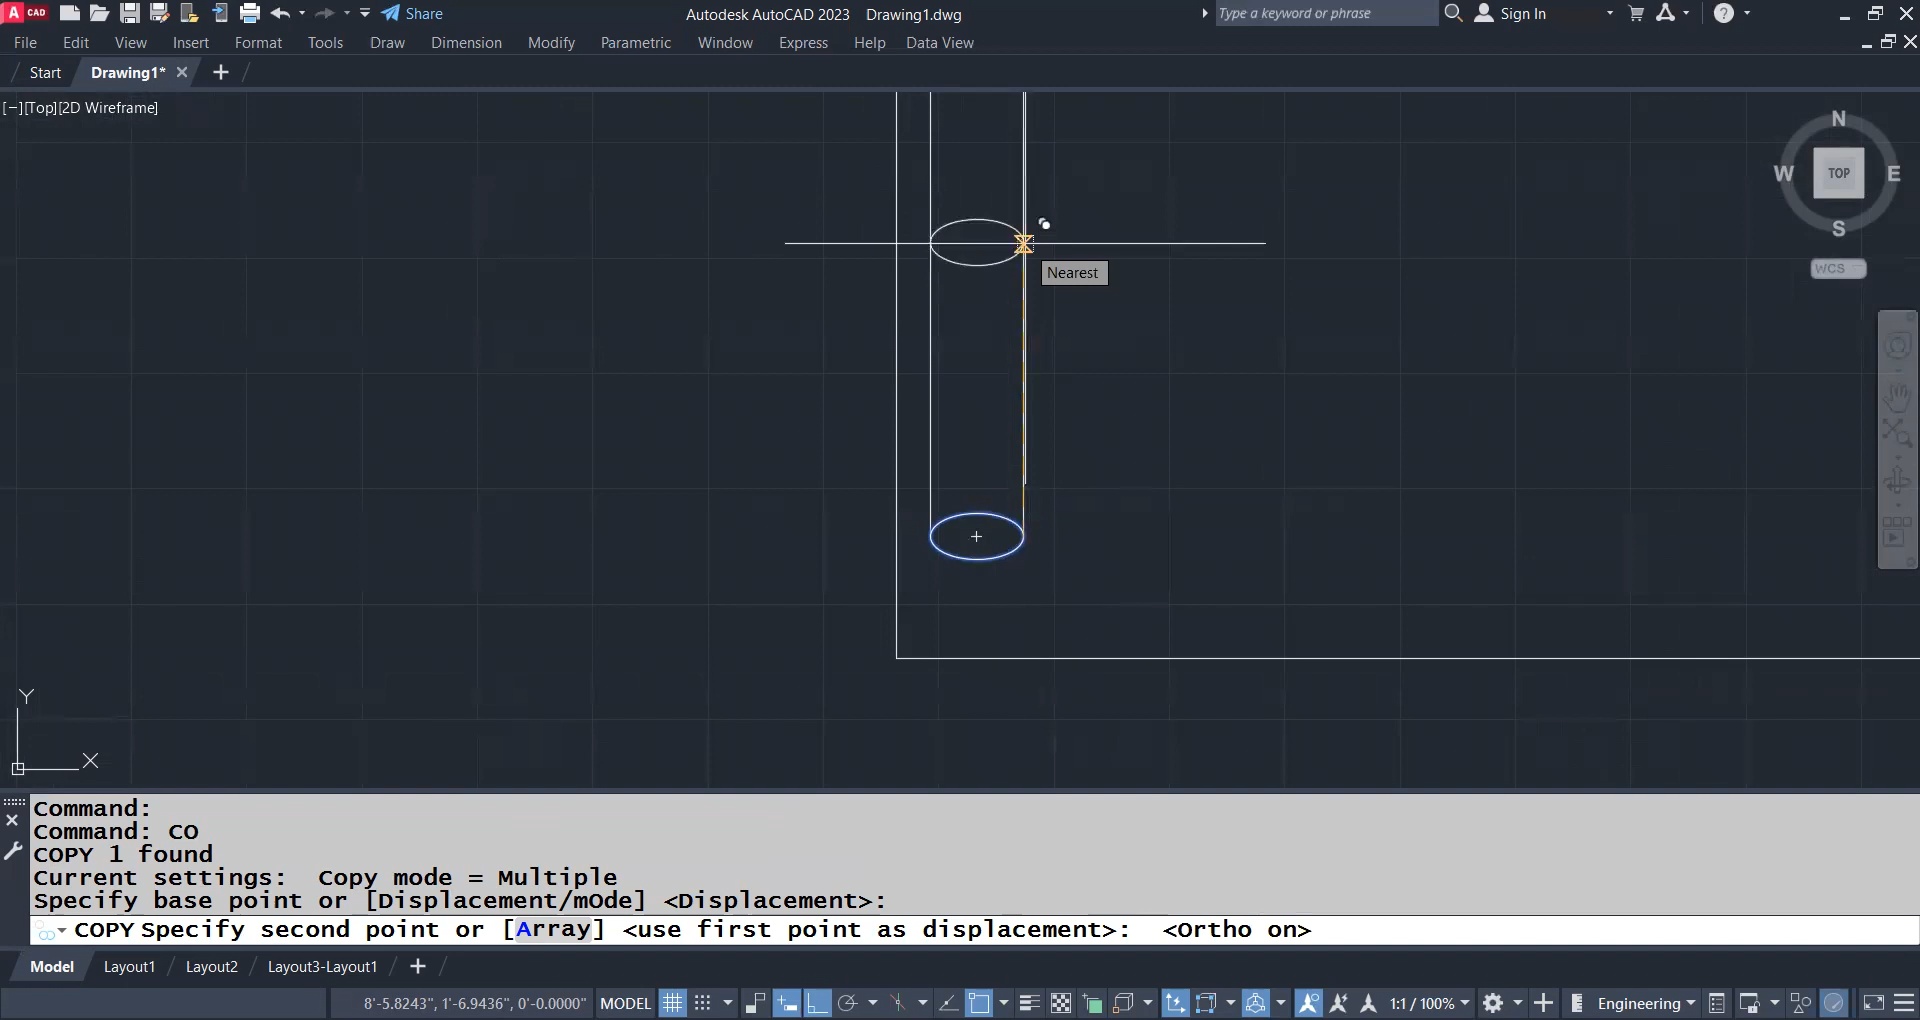 A CAD
Share
Autodesk AutoCAD 2023 Drawing1.dwg
Type a keyword or phrase
Sign In
?
File Edit View Insert Format Tools Draw Dimension Modify Parametric Window Express Help Data View
Start Drawing1* +
[−][Top][2D Wireframe]
N
W TOP E
S
WCS
Nearest
Y
X
Command:
Command: CO
COPY 1 found
Current settings: Copy mode = Multiple
Specify base point or [Displacement/mOde] <Displacement>:
COPY Specify second point or [Array] <use first point as displacement>: <Ortho on>
Model Layout1 Layout2 Layout3-Layout1 +
8'-5.8243", 1'-6.9436", 0'-0.0000" MODEL 1:1 / 100% Engineering